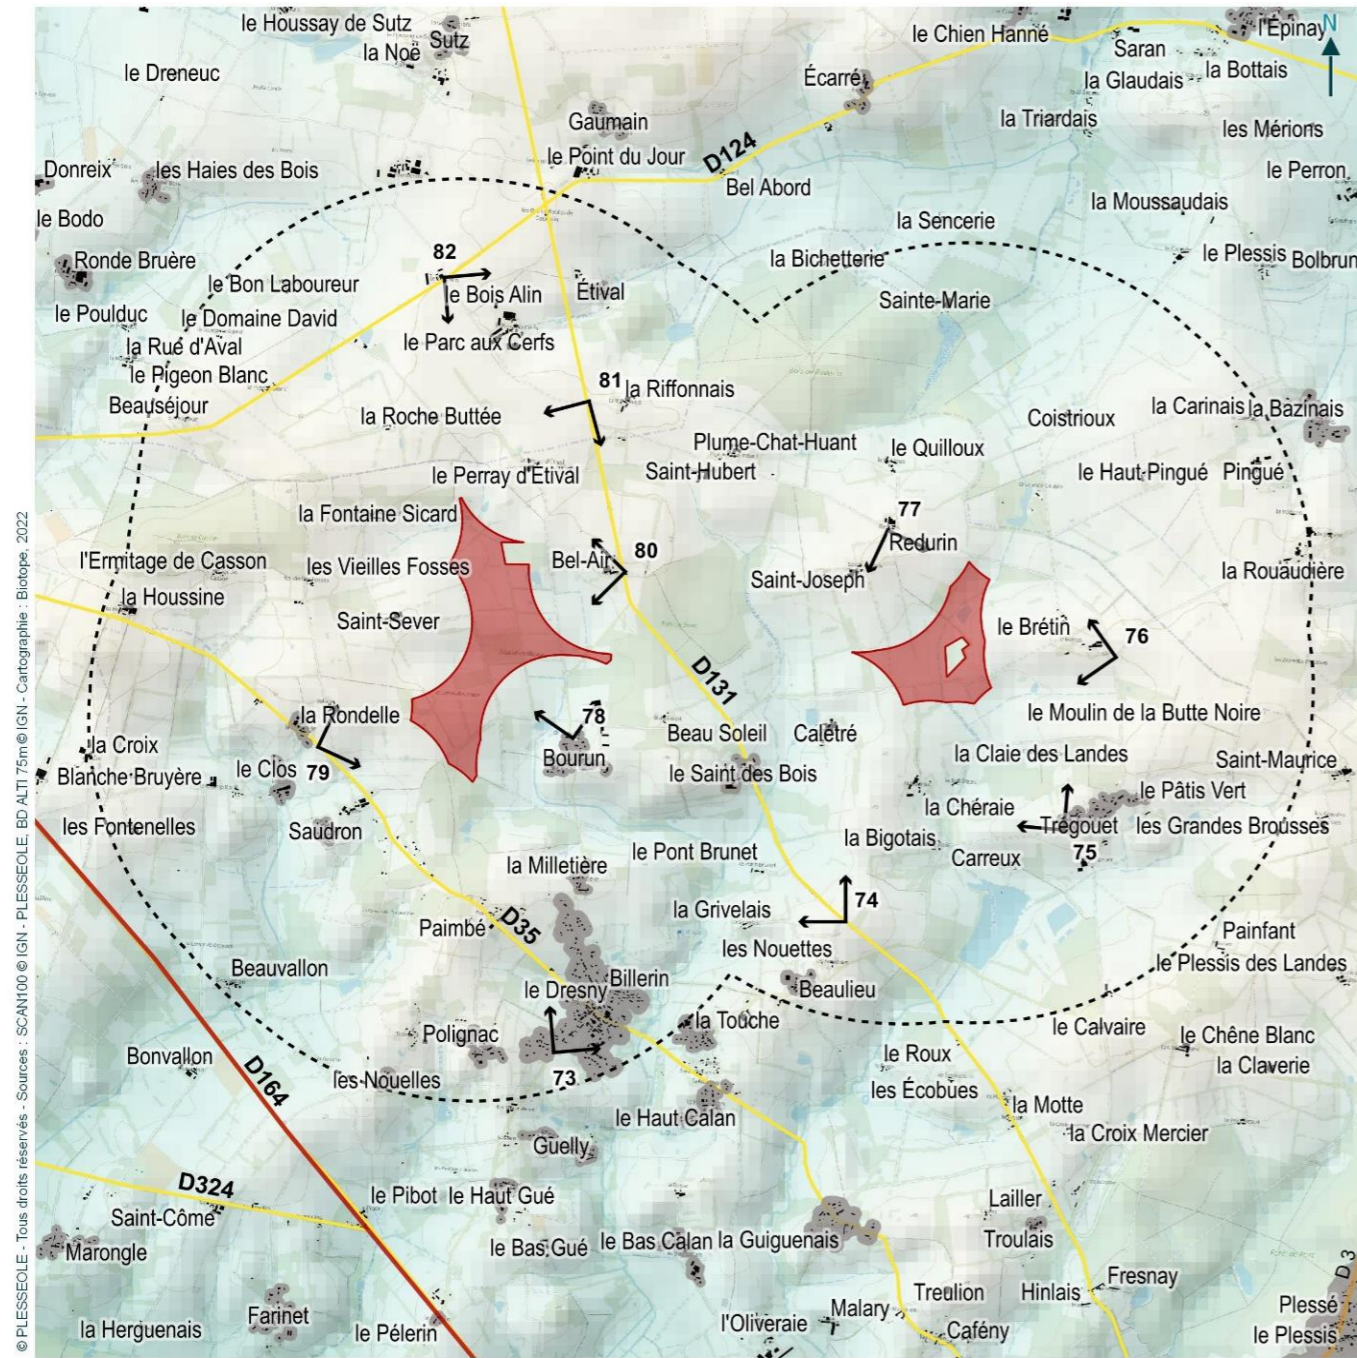 le Houssay de Sutz
Sutz
la Noë
le Chien Hanné
Saran
l'Épinay
N
le Dreneuc
Écarré
la Glaudais
la Bottais
Gaumain
la Triardais
les Mérions
Donreix
les Haies des Bois
le Point du Jour
D124
le Perron
Bel Abord
la Moussaudais
le Bodo
la Sencerie
Ronde Bruère
82
la Bichetterie
le Plessis
Bolbrun
le Bon Laboureur
le Bois Alin
Étival
Sainte-Marie
le Poulduc
le Domaine David
la Rue d'Aval
le Parc aux Cerfs
le Pigeon Blanc
81
la Riffonnais
Beauséjour
la Roche Buttée
Coistrioux
la Carinais
la Bazinais
Plume-Chat-Huant
le Quilloux
le Perray d'Étival
Saint-Hubert
le Haut-Pingué
Pingué
la Fontaine Sicard
77
Redurin
l'Ermitage de Casson
les Vieilles Fosses
Bel-Air
80
Saint-Joseph
la Rouaudière
la Houssine
Saint-Sever
le Brétin
76
D131
la Rondelle
78
le Moulin de la Butte Noire
la Croix
Beau Soleil
Calétré
la Claie des Landes
Blanche Bruyère
le Clos
79
Bourun
le Saint des Bois
Saint-Maurice
la Chéraie
le Pâtis Vert
les Fontenelles
Saudron
la Bigotais
Trégouet
les Grandes Brousses
la Milletière
le Pont Brunet
Carreux
75
74
la Grivelais
Paimbé
D35
les Nouettes
Painfant
Beauvallon
Billerin
le Plessis des Landes
le Dresny
Beaulieu
la Touche
le Calvaire
Polignac
le Chêne Blanc
Bonvallon
le Roux
la Claverie
D164
les Nouelles
73
les Écobues
la Motte
le Haut Calan
la Croix Mercier
Guelly
D324
le Pibot
le Haut Gué
Lailler
Saint-Côme
Marongle
le Bas Gué
le Bas Calan
la Guiguenais
Troulais
D 3
Treulion
Hinlais
Fresnay
Farinet
Malary
Plessé
la Herguenais
le Pélerin
l'Oliveraie
Cafény
le Plessis
© PLESSEOLE - Tous droits réservés - Sources : SCAN100 © IGN - PLESSEOLE, BD ALTI 75m © IGN - Cartographie : Biotope, 2022